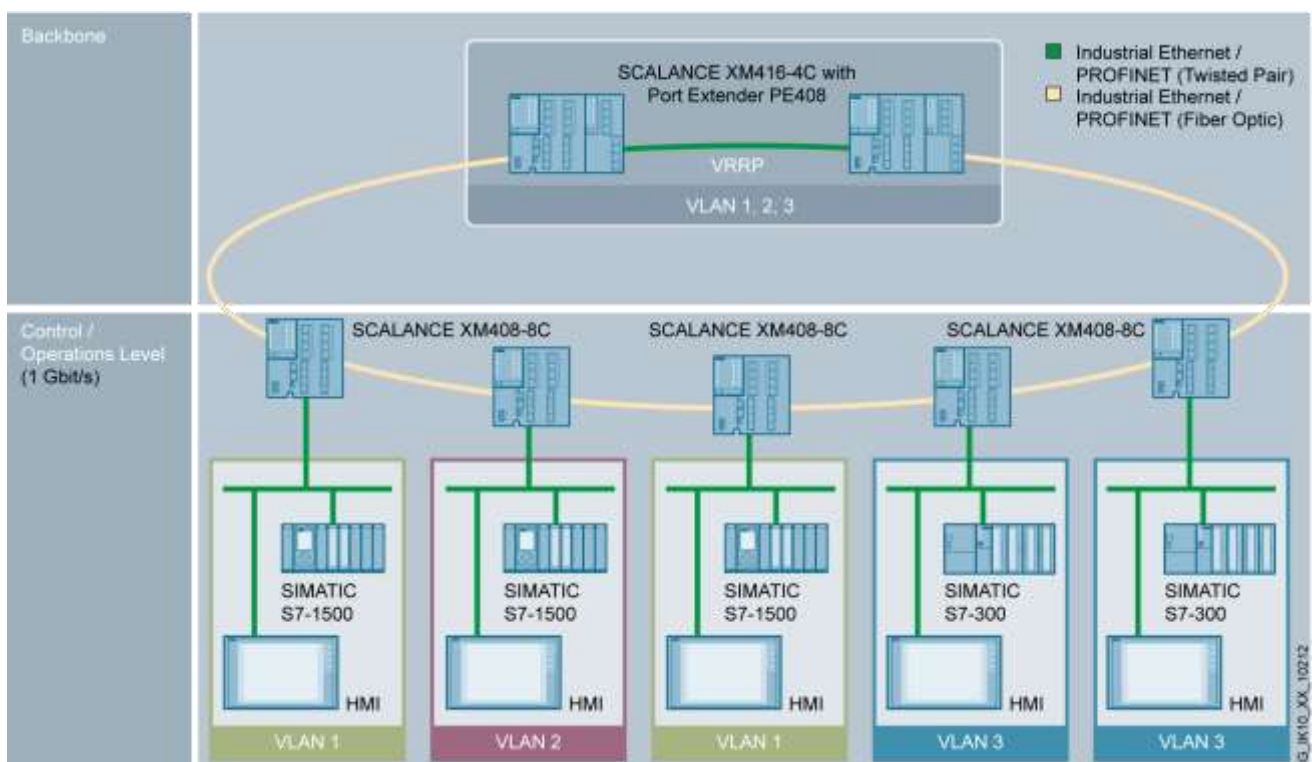 Backbone
SCALANCE XM416-4C with
Port Extender PE408
VRRP
VLAN 1, 2, 3
Industrial Ethernet /
PROFINET (Twisted Pair)
Industrial Ethernet /
PROFINET (Fiber Optic)
Control /
Operations Level
(1 Gbit/s)
SCALANCE XM408-8C
SCALANCE XM408-8C
SCALANCE XM408-8C
SIMATIC
S7-1500
HMI
VLAN 1
SIMATIC
S7-1500
HMI
VLAN 2
SIMATIC
S7-1500
HMI
VLAN 1
SIMATIC
S7-300
HMI
VLAN 3
SIMATIC
S7-300
HMI
VLAN 3
G_IK10_XX_10212